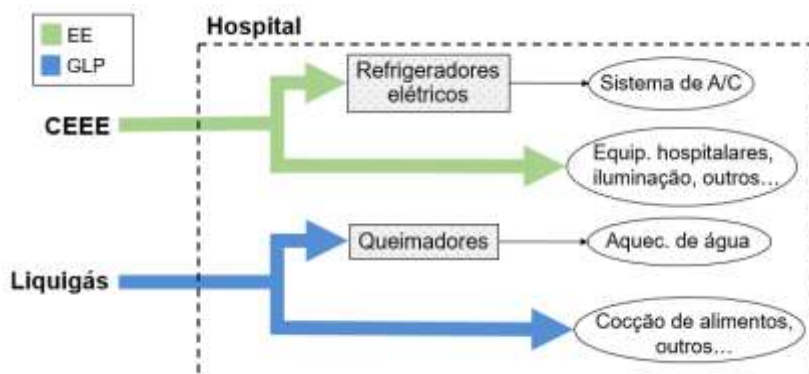 EE
GLP
Hospital
CEEE
Refrigeradores
elétricos
Sistema de A/C
Equip. hospitalares,
iluminação, outros...
Liquigás
Queimadores
Aquec. de água
Cocção de alimentos,
outros...